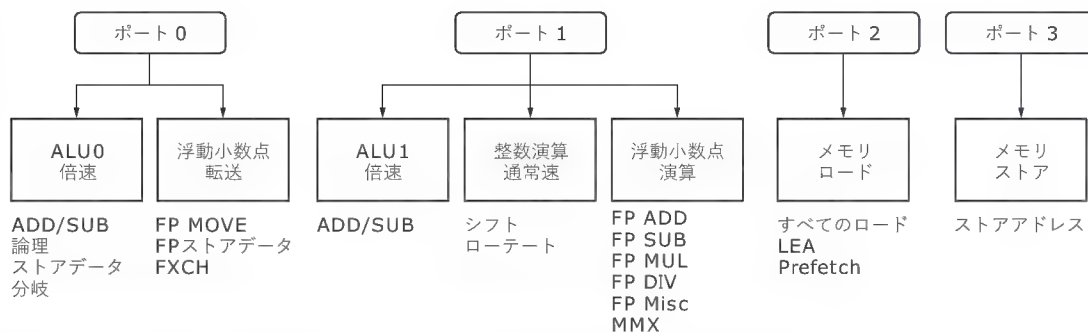 ポート 0
ポート 1
ポート 2
ポート 3
ALU0
倍速
浮動小数点
転送
ALU1
倍速
整数演算
通常速
浮動小数点
演算
メモリ
ロード
メモリ
ストア
ADD/SUB
論理
ストアデータ
分岐
FP MOVE
FPストアデータ
FXCH
ADD/SUB
シフト
ローテート
FP ADD
FP SUB
FP MUL
FP DIV
FP Misc
MMX
すべてのロード
LEA
Prefetch
ストアアドレス